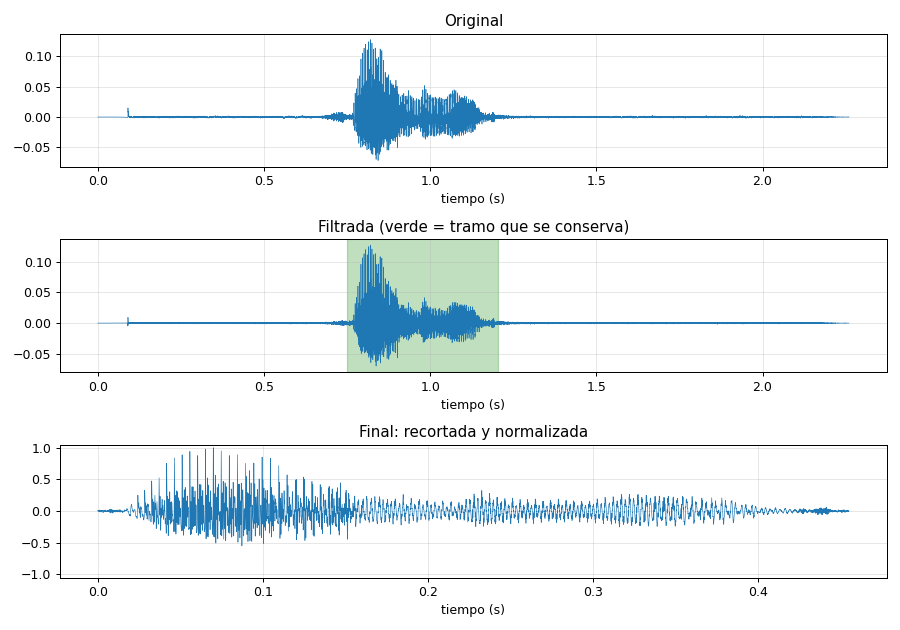 Original
0.10
0.05
0.00
−0.05
0.0 0.5 1.0 1.5 2.0
tiempo (s)
Filtrada (verde = tramo que se conserva)
0.10
0.05
0.00
−0.05
0.0 0.5 1.0 1.5 2.0
tiempo (s)
Final: recortada y normalizada
1.0
0.5
0.0
−0.5
−1.0
0.0 0.1 0.2 0.3 0.4
tiempo (s)